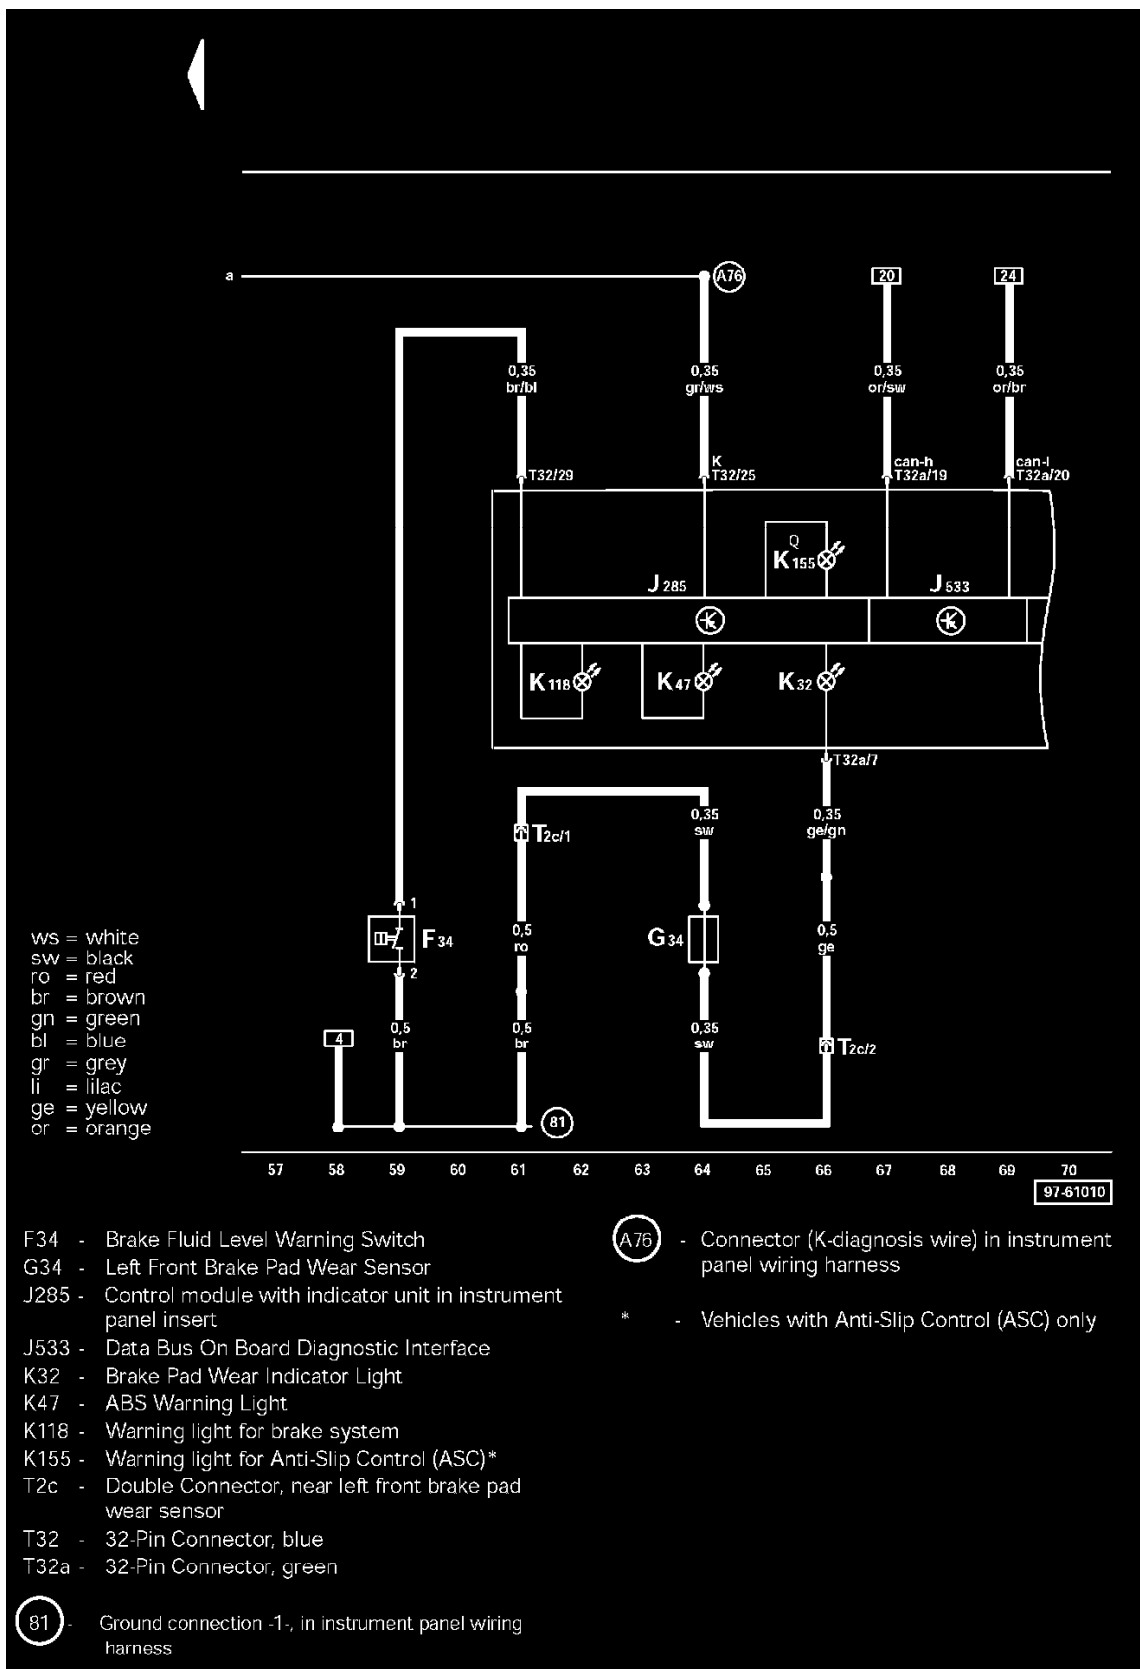 a
A76
20
24
0,35
br/bl
0,35
gr/ws
0,35
or/sw
0,35
or/br
T32/29
K
T32/25
can-h
T32a/19
can-l
T32a/20
Q
K155
J285
J533
K118
K47
K32
T32a/7
T2c/1
0,35
sw
0,35
ge/gn
1
F34
2
0,5
ro
G34
0,5
ge
4
0,5
br
0,5
br
0,35
sw
T2c/2
81
ws = white
sw = black
ro = red
br = brown
gn = green
bl = blue
gr = grey
li = lilac
ge = yellow
or = orange
57 58 59 60 61 62 63 64 65 66 67 68 69 70
97-61010
F34 - Brake Fluid Level Warning Switch
G34 - Left Front Brake Pad Wear Sensor
J285 - Control module with indicator unit in instrument
panel insert
J533 - Data Bus On Board Diagnostic Interface
K32 - Brake Pad Wear Indicator Light
K47 - ABS Warning Light
K118 - Warning light for brake system
K155 - Warning light for Anti-Slip Control (ASC)*
T2c - Double Connector, near left front brake pad
wear sensor
T32 - 32-Pin Connector, blue
T32a - 32-Pin Connector, green
81 - Ground connection -1-, in instrument panel wiring
harness
A76 - Connector (K-diagnosis wire) in instrument
panel wiring harness
* - Vehicles with Anti-Slip Control (ASC) only